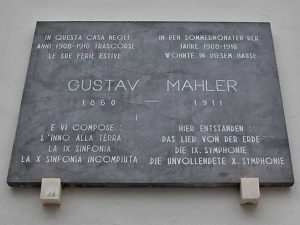 IN QUESTA CASA NEGLI
ANNI 1908-1910 TRASCORSE
LE SUE FERIE ESTIVE
IN DEN SOMMERMONATEN DER
JAHRE 1908-1910
WOHNTE IN DIESEM HAUSE
GUSTAV MAHLER
1860 — 1911
E VI COMPOSE :
L'INNO ALLA TERRA
LA IX SINFONIA
LA X SINFONIA INCOMPIUTA
HIER ENTSTANDEN :
DAS LIED VON DER ERDE
DIE IX. SYMPHONIE
DIE UNVOLLENDETE X. SYMPHONIE